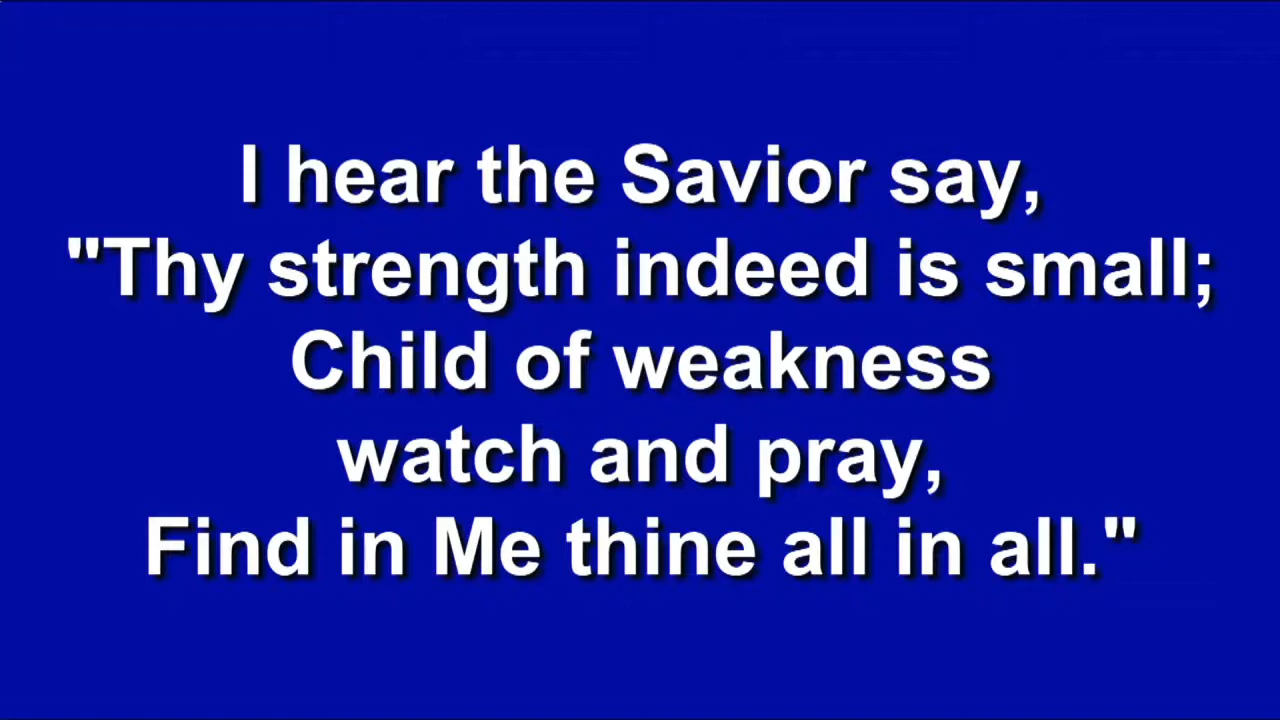 I hear the Savior say,
"Thy strength indeed is small;
Child of weakness
watch and pray,
Find in Me thine all in all."